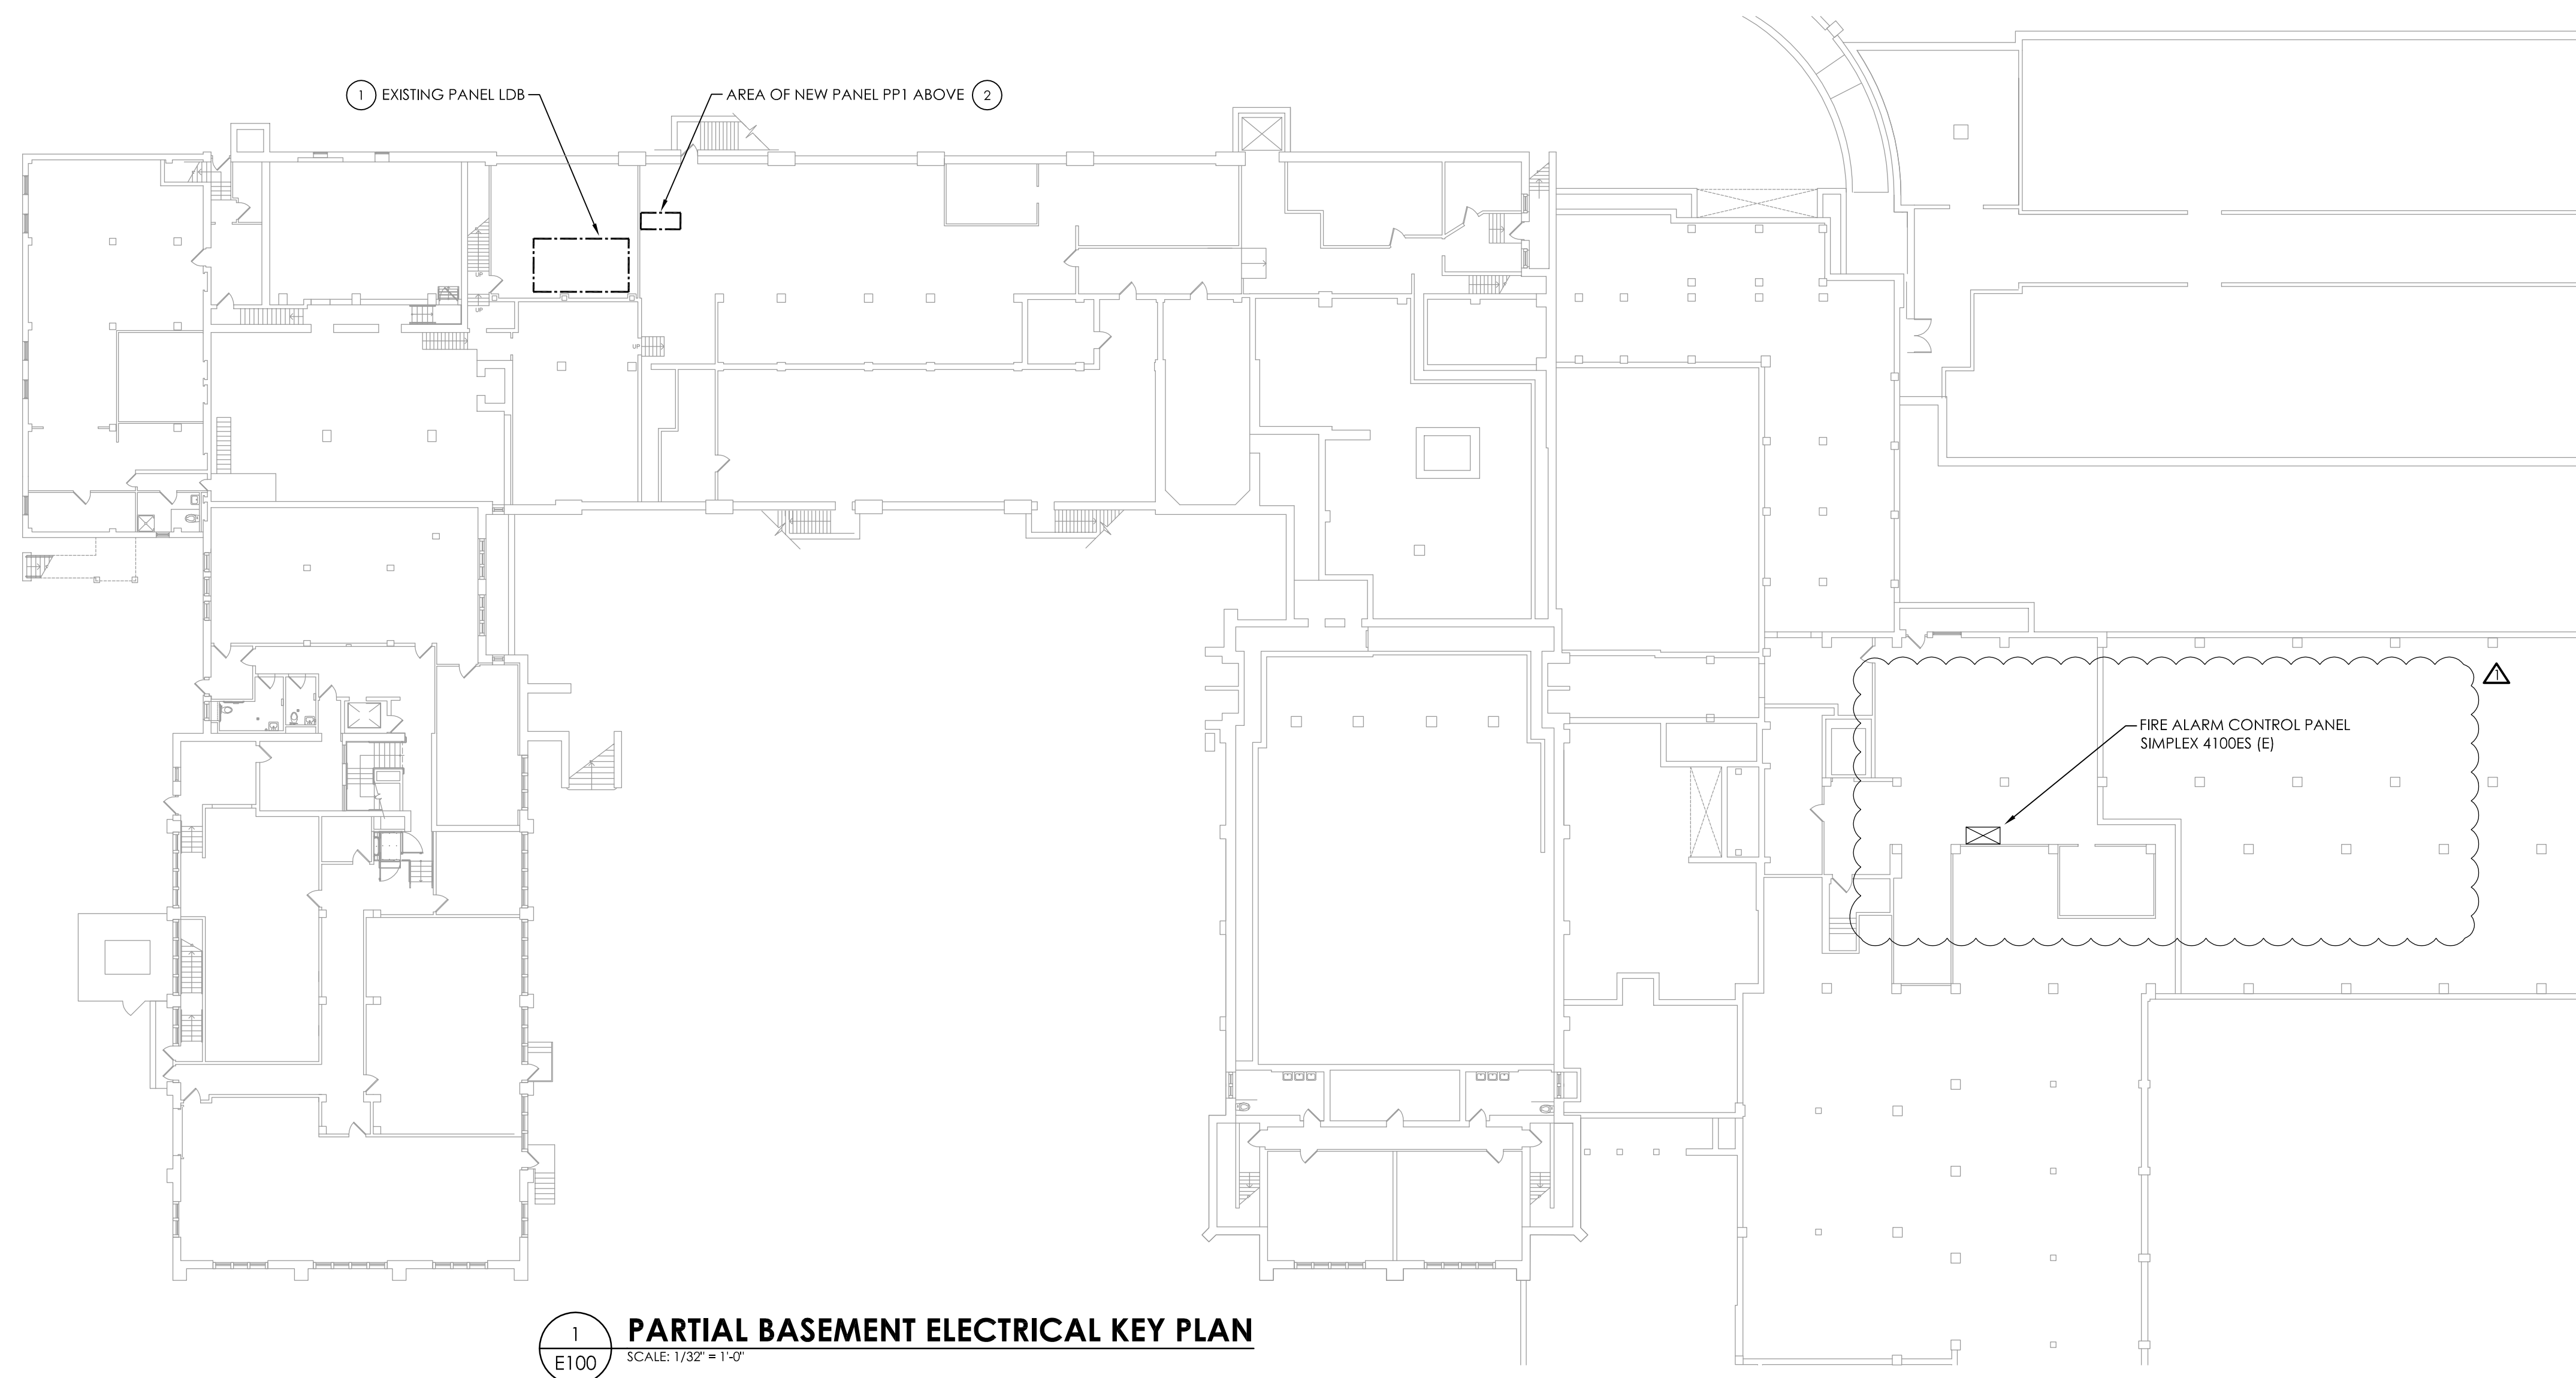 1 EXISTING PANEL LDB
AREA OF NEW PANEL PP1 ABOVE 2
UP
UP
UP
1
FIRE ALARM CONTROL PANEL
SIMPLEX 4100ES (E)
1
E100
PARTIAL BASEMENT ELECTRICAL KEY PLAN
SCALE: 1/32" = 1'-0"